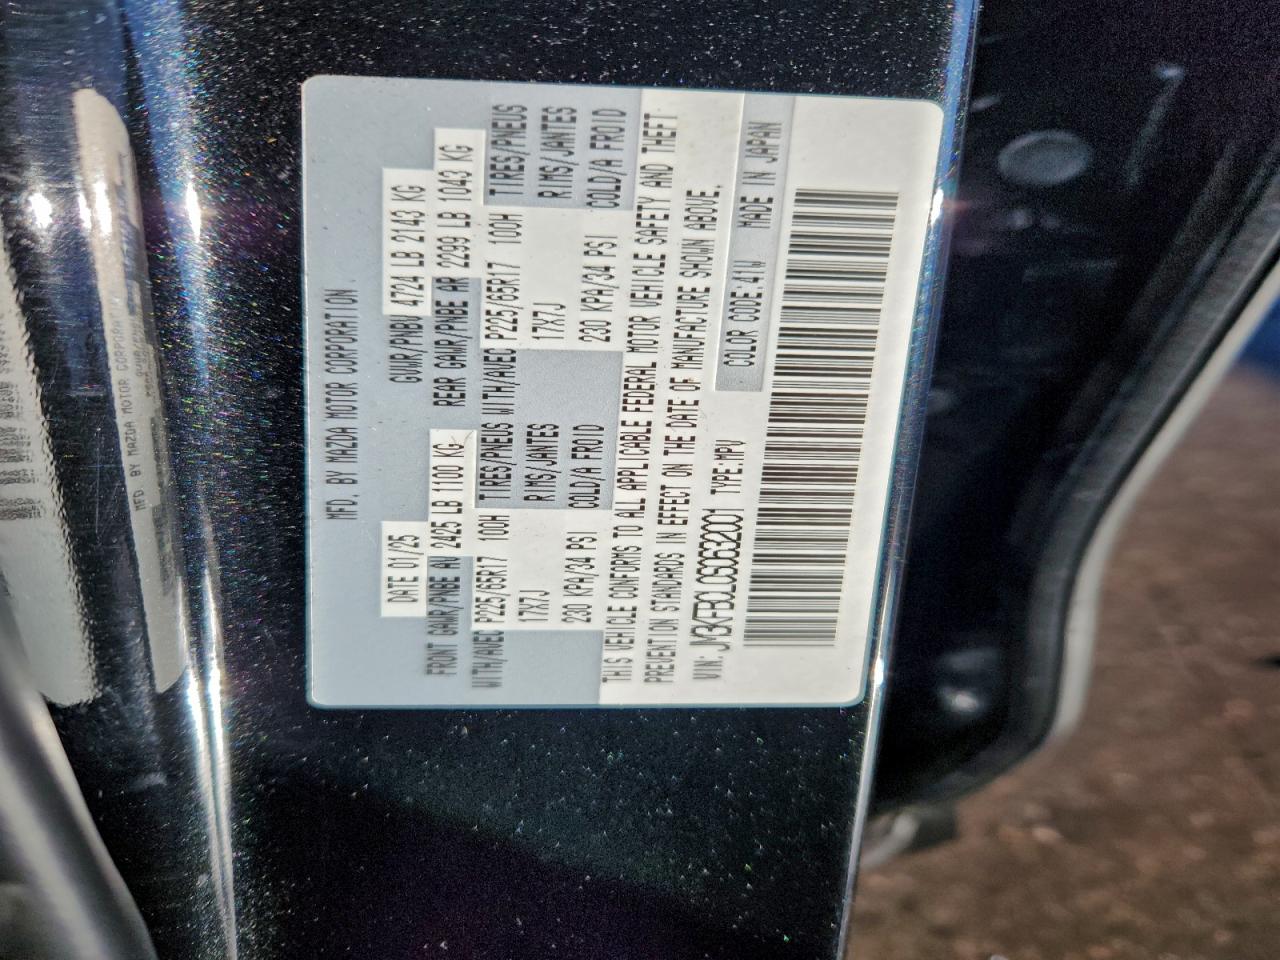 MFD. BY MAZDA MOTOR CORPORATION
DATE 01/25 GVWR/PNBV 4724 LB 2143 KG
FRONT GAWR/PNBE AV 2425 LB 1100 KG REAR GAWR/PNBE AR 2299 LB 1043 KG
WITH/AVEC P225/65R17 100H TIRES/PNEUS WITH/AVEC P225/65R17 100H TIRES/PNEUS
17X7J RIMS/JANTES 17X7J RIMS/JANTES
230 KPA/34 PSI COLD/A FROID 230 KPA/34 PSI COLD/A FROID
THIS VEHICLE CONFORMS TO ALL APPLICABLE FEDERAL MOTOR VEHICLE SAFETY AND THEFT
PREVENTION STANDARDS IN EFFECT ON THE DATE OF MANUFACTURE SHOWN ABOVE.
VIN: JM3KFBCL0S0632001 TYPE:MPV COLOR CODE:41W MADE IN JAPAN
MFD BY MAZDA MOTOR CORPORATION